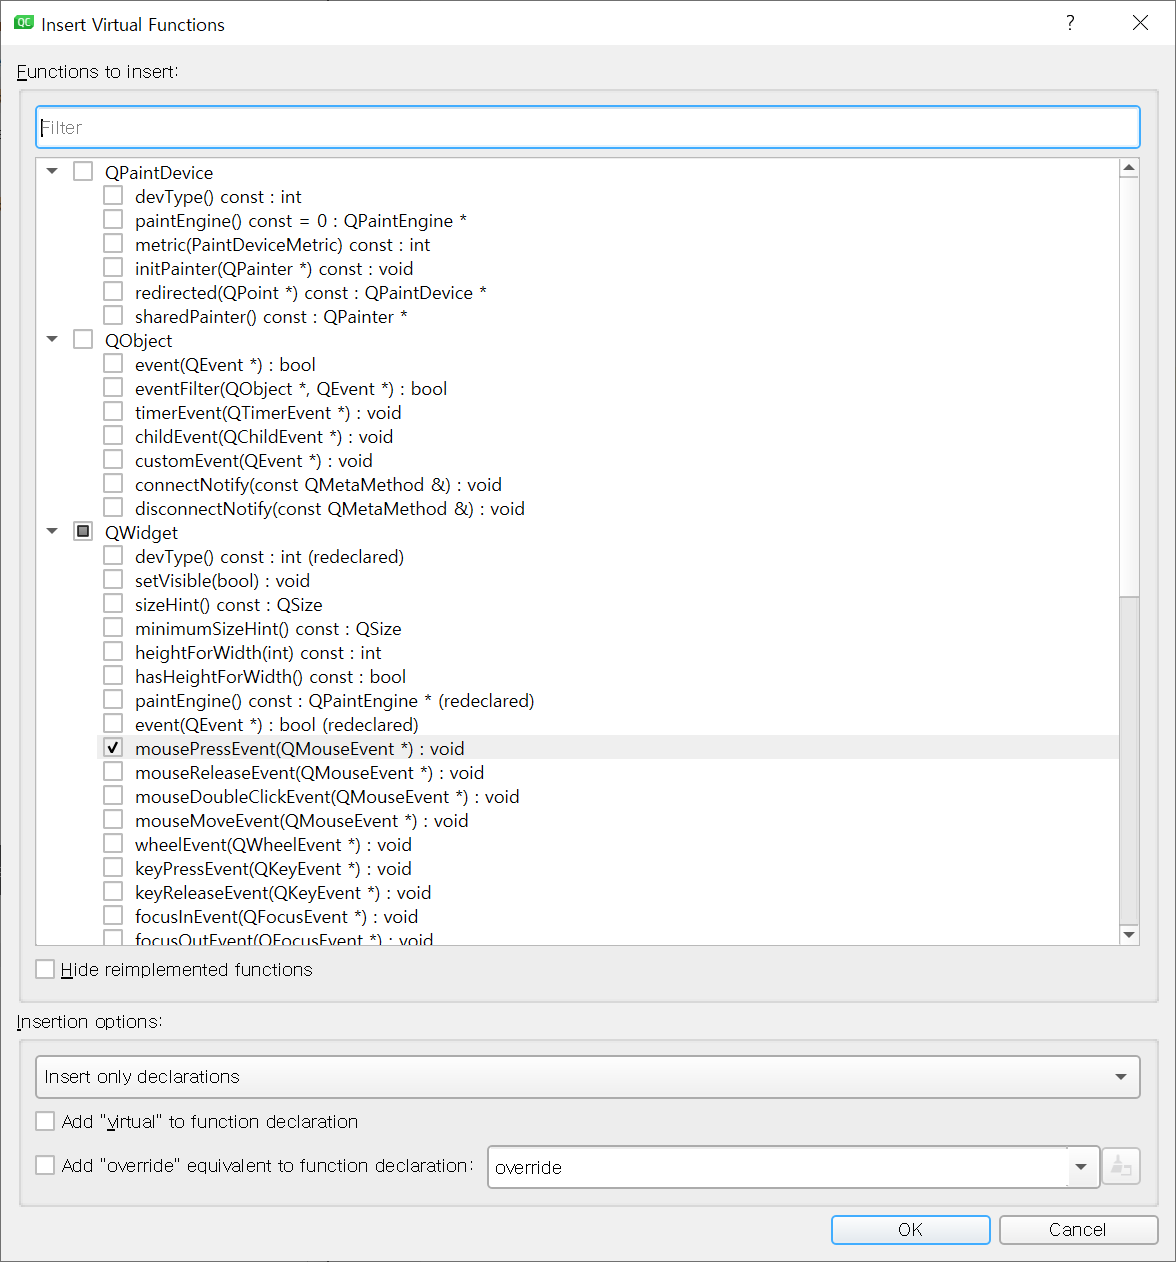 QC Insert Virtual Functions ?
Functions to insert:
Filter
QPaintDevice
devType() const : int
paintEngine() const = 0 : QPaintEngine *
metric(PaintDeviceMetric) const : int
initPainter(QPainter *) const : void
redirected(QPoint *) const : QPaintDevice *
sharedPainter() const : QPainter *
QObject
event(QEvent *) : bool
eventFilter(QObject *, QEvent *) : bool
timerEvent(QTimerEvent *) : void
childEvent(QChildEvent *) : void
customEvent(QEvent *) : void
connectNotify(const QMetaMethod &) : void
disconnectNotify(const QMetaMethod &) : void
QWidget
devType() const : int (redeclared)
setVisible(bool) : void
sizeHint() const : QSize
minimumSizeHint() const : QSize
heightForWidth(int) const : int
hasHeightForWidth() const : bool
paintEngine() const : QPaintEngine * (redeclared)
event(QEvent *) : bool (redeclared)
mousePressEvent(QMouseEvent *) : void
mouseReleaseEvent(QMouseEvent *) : void
mouseDoubleClickEvent(QMouseEvent *) : void
mouseMoveEvent(QMouseEvent *) : void
wheelEvent(QWheelEvent *) : void
keyPressEvent(QKeyEvent *) : void
keyReleaseEvent(QKeyEvent *) : void
focusInEvent(QFocusEvent *) : void
focusOutEvent(QFocusEvent *) : void
Hide reimplemented functions
Insertion options:
Insert only declarations
Add "virtual" to function declaration
Add "override" equivalent to function declaration: override
OK Cancel